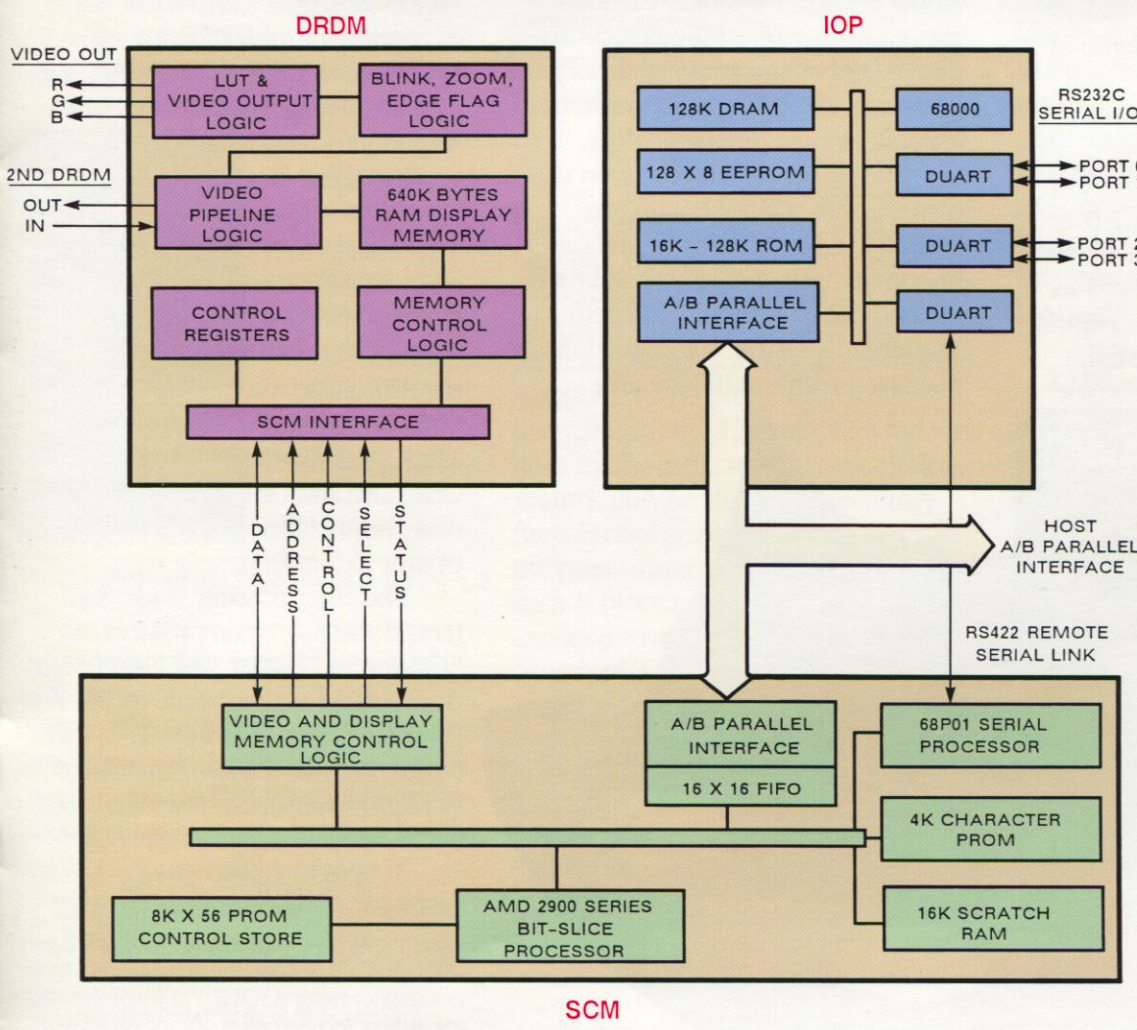 DRDM
IOP
VIDEO OUT
R
G
B
LUT &
VIDEO OUTPUT
LOGIC
BLINK, ZOOM,
EDGE FLAG
LOGIC
2ND DRDM
OUT
IN
VIDEO
PIPELINE
LOGIC
640K BYTES
RAM DISPLAY
MEMORY
CONTROL
REGISTERS
MEMORY
CONTROL
LOGIC
SCM INTERFACE
DATA
ADDRESS
CONTROL
SELECT
STATUS
128K DRAM
128 X 8 EEPROM
16K – 128K ROM
A/B PARALLEL
INTERFACE
68000
DUART
DUART
DUART
RS232C
SERIAL I/O
PORT
PORT
PORT 2
PORT 3
HOST
A/B PARALLEL
INTERFACE
RS422 REMOTE
SERIAL LINK
VIDEO AND DISPLAY
MEMORY CONTROL
LOGIC
A/B PARALLEL
INTERFACE
16 X 16 FIFO
68P01 SERIAL
PROCESSOR
4K CHARACTER
PROM
16K SCRATCH
RAM
8K X 56 PROM
CONTROL STORE
AMD 2900 SERIES
BIT–SLICE
PROCESSOR
SCM